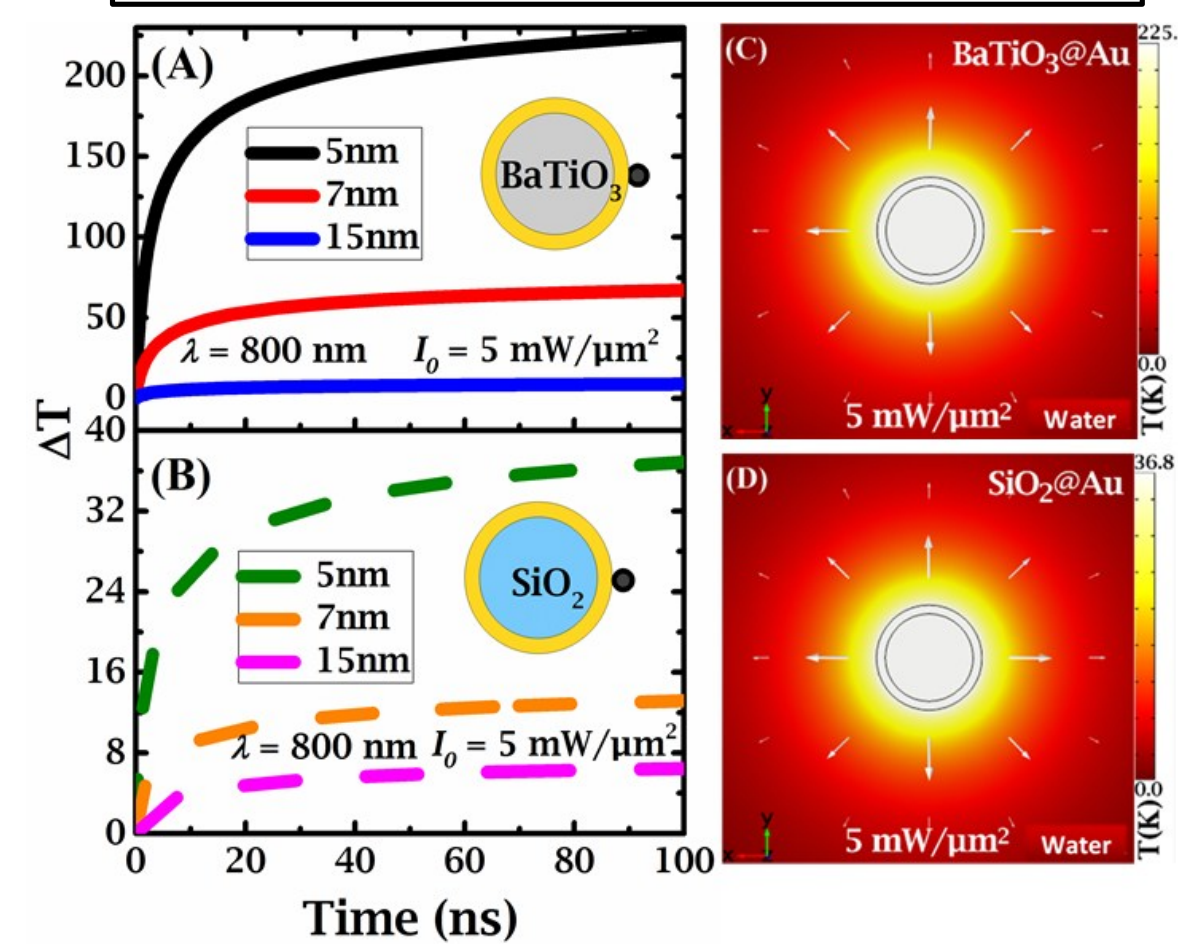 (A)
200
150
100
50
0
5nm
7nm
15nm
BaTiO₃
λ = 800 nm I₀ = 5 mW/μm²
ΔT
40
(B)
32
24
16
8
0
5nm
7nm
15nm
SiO₂
λ = 800 nm I₀ = 5 mW/μm²
0 20 40 60 80 100
Time (ns)
(C)
BaTiO₃@Au
225.
0.0
T(K)
y
x z
5 mW/μm²
Water
(D)
SiO₂@Au
36.8
0.0
T(K)
y
x z
5 mW/μm²
Water